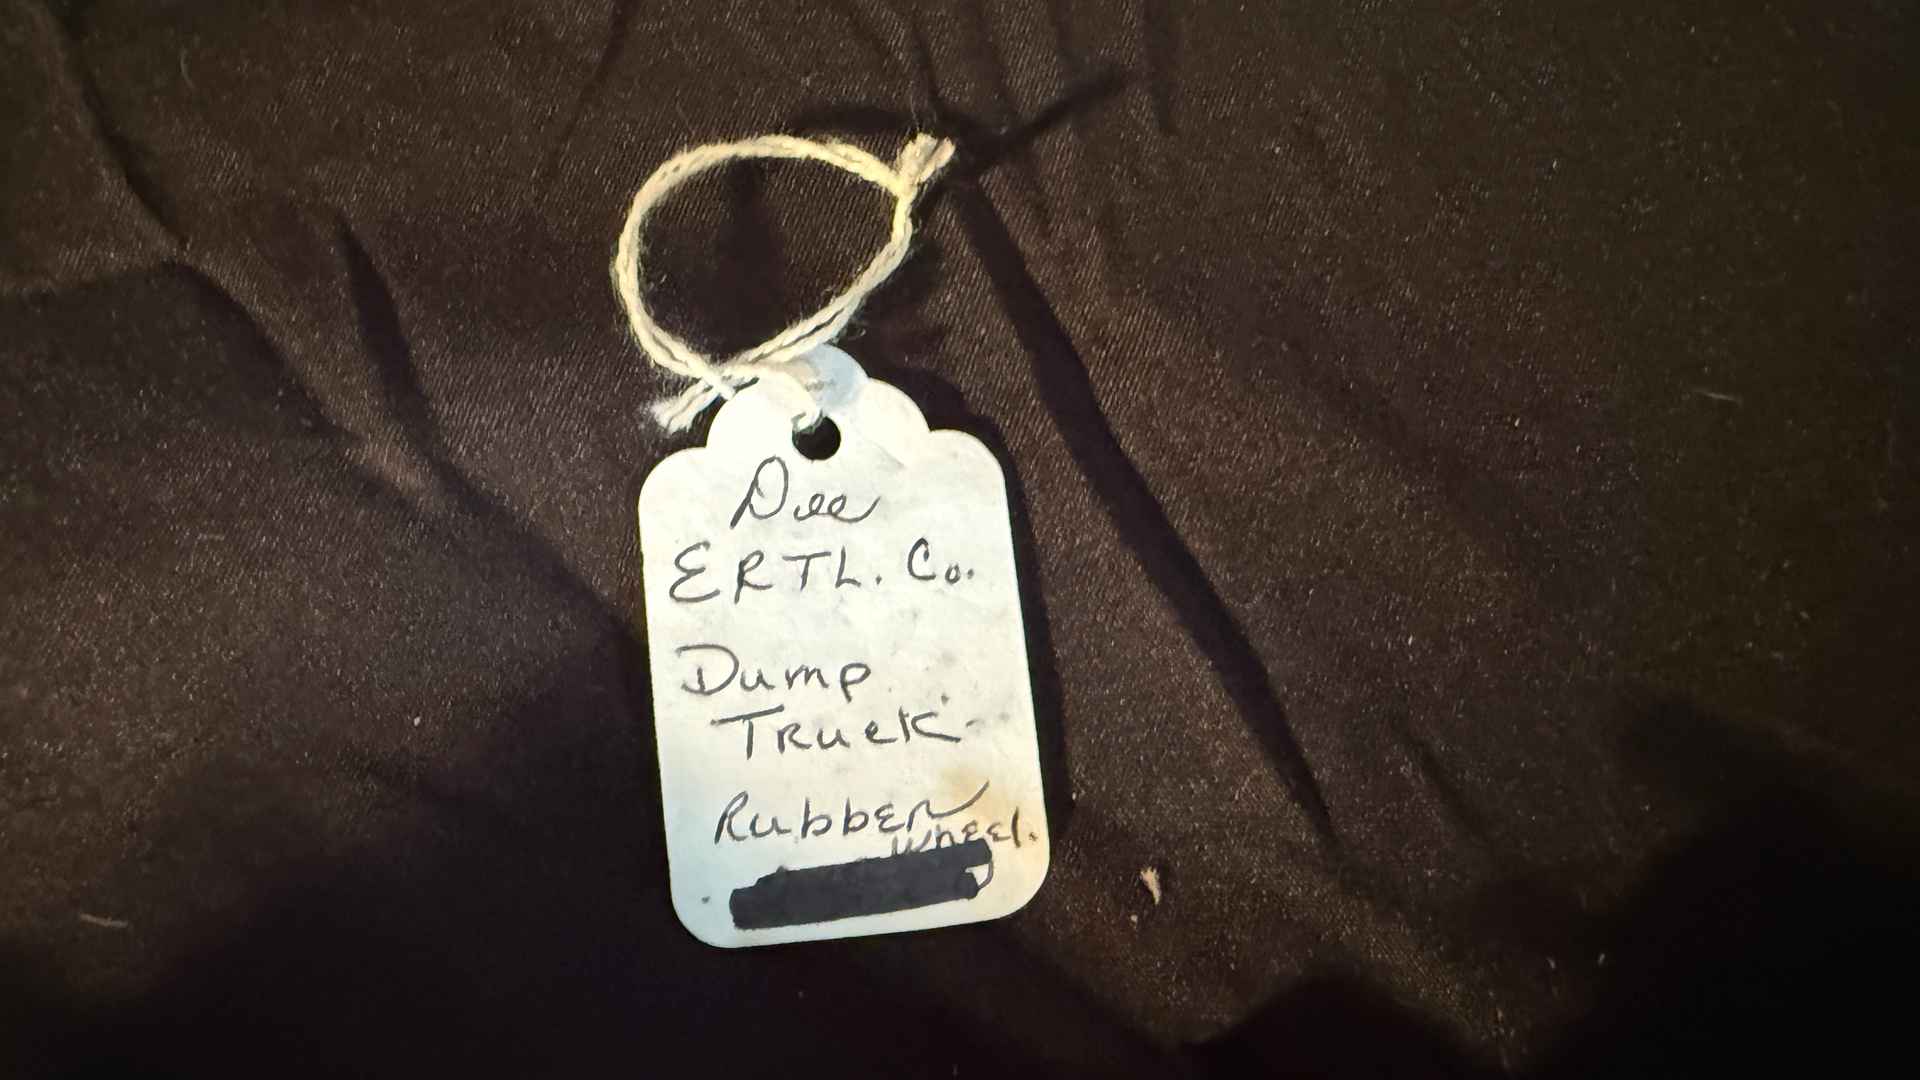 Dee
ERTL. Co.
Dump
Truck
Rubber
wheel.